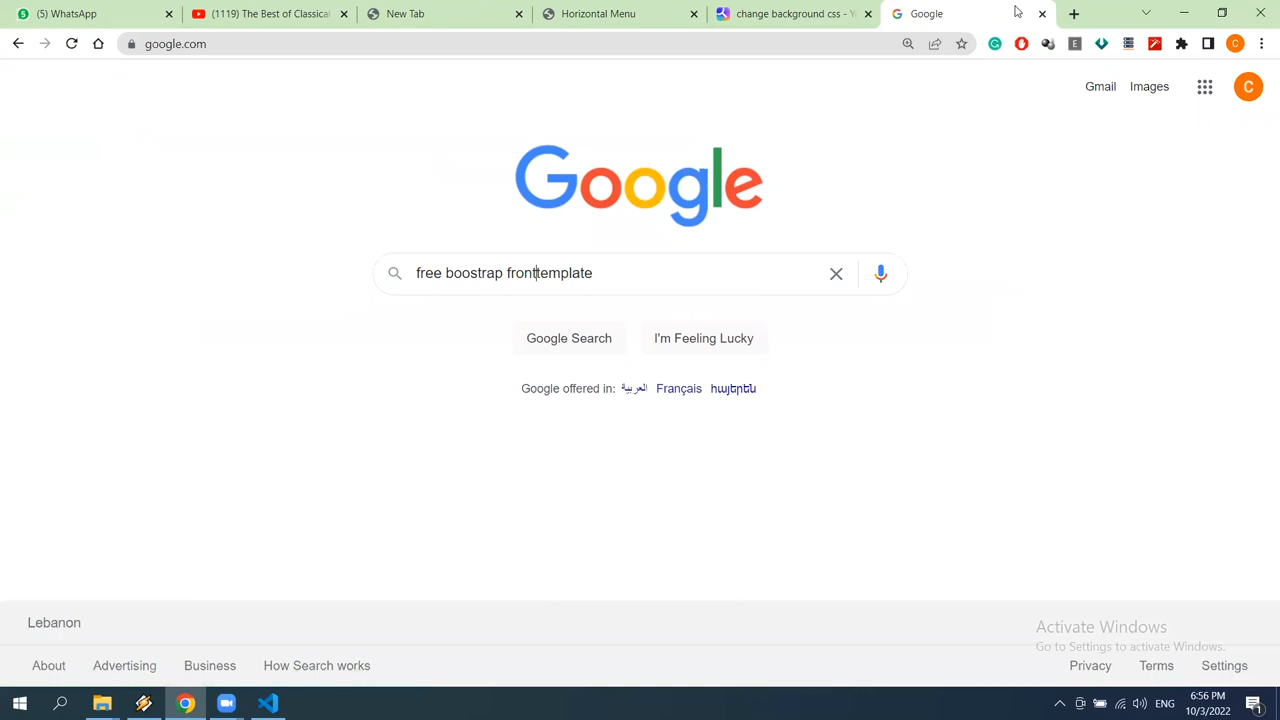 (5) WhatsApp
(1119) The Best of Classical
New Tab
Horizontal Menu
change background css - Y
Google
google.com
E
C
Gmail
Images
C
Google
free boostrap fronttemplate
Google Search
I'm Feeling Lucky
Google offered in: العربية Français հայերեն
Lebanon
Activate Windows
Go to Settings to activate Windows.
About
Advertising
Business
How Search works
Privacy
Terms
Settings
ENG
6:56 PM
10/3/2022
1